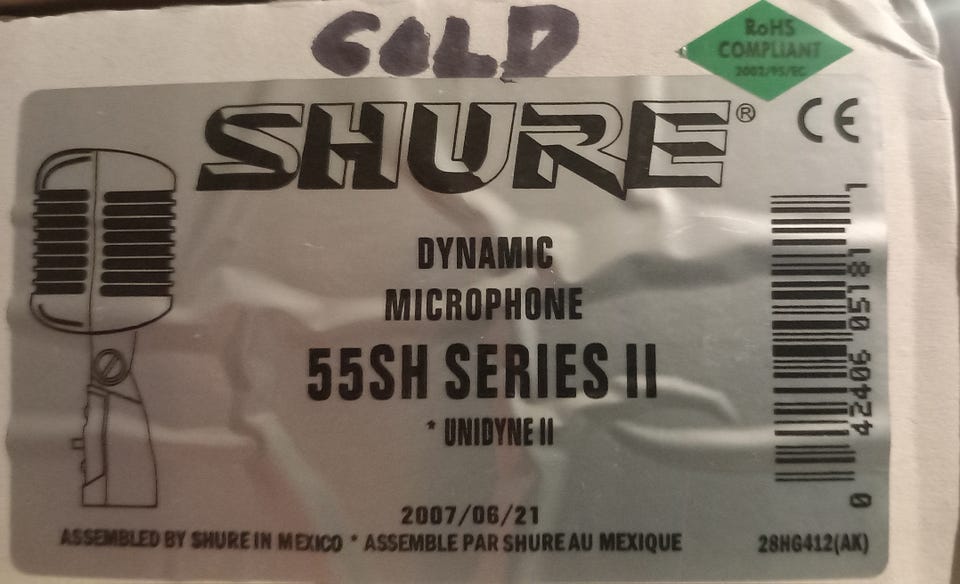 GOLD
RoHS
COMPLIANT
2002/95/EC
SHURE®
CE
DYNAMIC
MICROPHONE
55SH SERIES II
* UNIDYNE II
0 42406 05181 1
2007/06/21
ASSEMBLED BY SHURE IN MEXICO * ASSEMBLE PAR SHURE AU MEXIQUE
28HG412(AK)